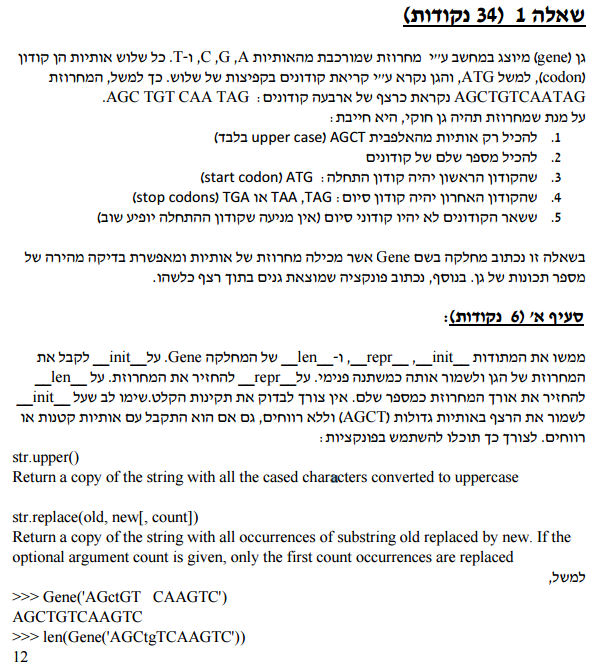 שאלה 1 (34 נקודות)
גן (gene) מיוצג במחשב ע״י מחרוזת שמורכבת מהאותיות A, G, C, ו-T. כל שלוש אותיות הן קודון
(codon), למשל ATG, והגן נקרא ע״י קריאת קודונים בקפיצות של שלוש. כך למשל, המחרוזת
AGCTGTCAATAG נקראת כרצף של ארבעה קודונים: AGC TGT CAA TAG.
על מנת שמחרוזת תהיה גן חוקי, היא חייבת:
1. להכיל רק אותיות מהאלפבית AGCT (upper case בלבד)
2. להכיל מספר שלם של קודונים
3. שהקודון הראשון יהיה קודון התחלה: ATG (start codon)
4. שהקודון האחרון יהיה קודון סיום: TAG, TAA או TGA (stop codons)
5. ששאר הקודונים לא יהיו קודוני סיום (אין מניעה שקודון ההתחלה יופיע שוב)
בשאלה זו נכתוב מחלקה בשם Gene אשר מכילה מחרוזת של אותיות ומאפשרת בדיקה מהירה של
מספר תכונות של גן. בנוסף, נכתוב פונקציה שמוצאת גנים בתוך רצף כלשהו.
סעיף א׳ (6 נקודות):
ממשו את המתודות __init__, __repr__, ו-__len__ של המחלקה Gene. על __init__ לקבל את
המחרוזת של הגן ולשמור אותה כמשתנה פנימי. על __repr__ להחזיר את המחרוזת. על __len__
להחזיר את אורך המחרוזת כמספר שלם. אין צורך לבדוק את תקינות הקלט.שימו לב שעל __init__
לשמור את הרצף באותיות גדולות (AGCT) וללא רווחים, גם אם הוא התקבל עם אותיות קטנות או
רווחים. לצורך כך תוכלו להשתמש בפונקציות:
str.upper()
Return a copy of the string with all the cased characters converted to uppercase
str.replace(old, new[, count])
Return a copy of the string with all occurrences of substring old replaced by new. If the
optional argument count is given, only the first count occurrences are replaced
למשל,
>>> Gene('AGctGT   CAAGTC')
AGCTGTCAAGTC
>>> len(Gene('AGCtgTCAAGTC'))
12